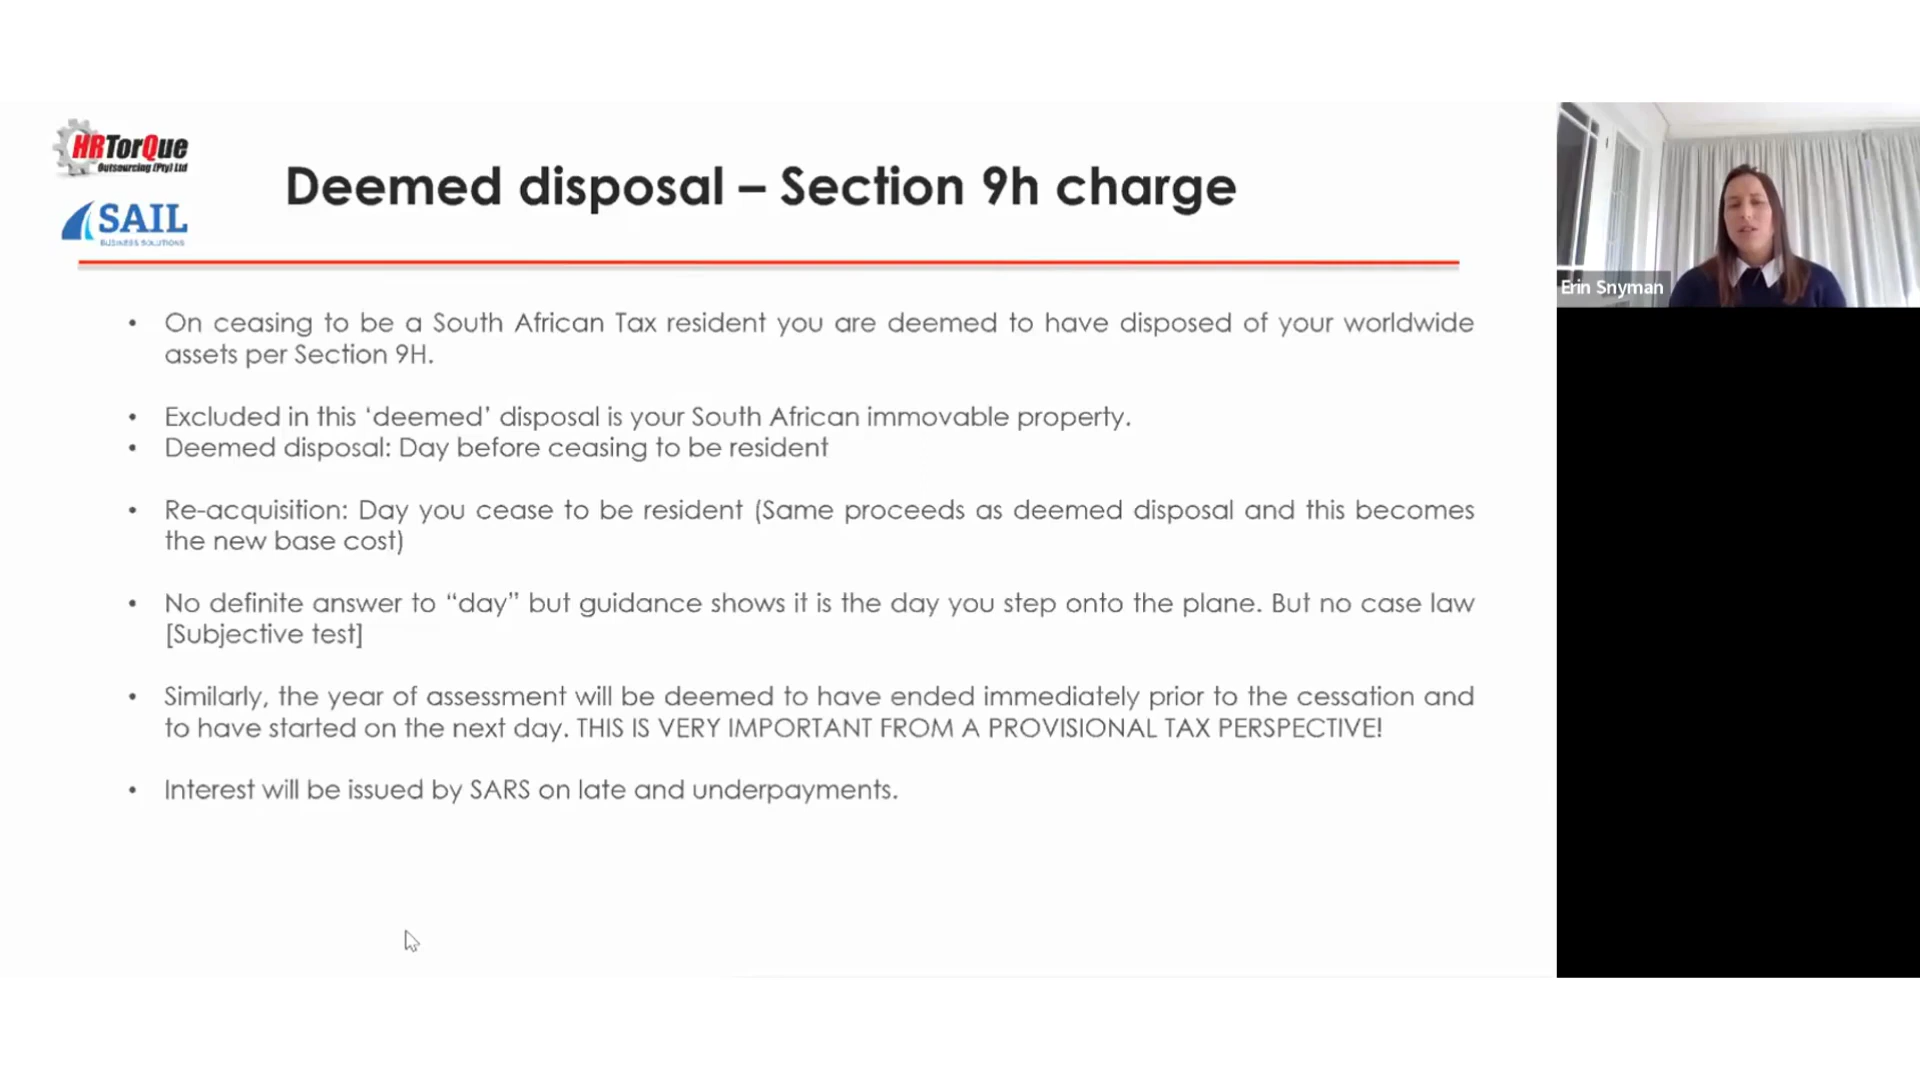 HRTorQue
Outsourcing (Pty) Ltd
SAIL
BUSINESS SOLUTIONS
Deemed disposal – Section 9h charge
Erin Snyman
• On ceasing to be a South African Tax resident you are deemed to have disposed of your worldwide
assets per Section 9H.
• Excluded in this ‘deemed’ disposal is your South African immovable property.
• Deemed disposal: Day before ceasing to be resident
• Re-acquisition: Day you cease to be resident (Same proceeds as deemed disposal and this becomes
the new base cost)
• No definite answer to “day” but guidance shows it is the day you step onto the plane. But no case law
[Subjective test]
• Similarly, the year of assessment will be deemed to have ended immediately prior to the cessation and
to have started on the next day. THIS IS VERY IMPORTANT FROM A PROVISIONAL TAX PERSPECTIVE!
• Interest will be issued by SARS on late and underpayments.